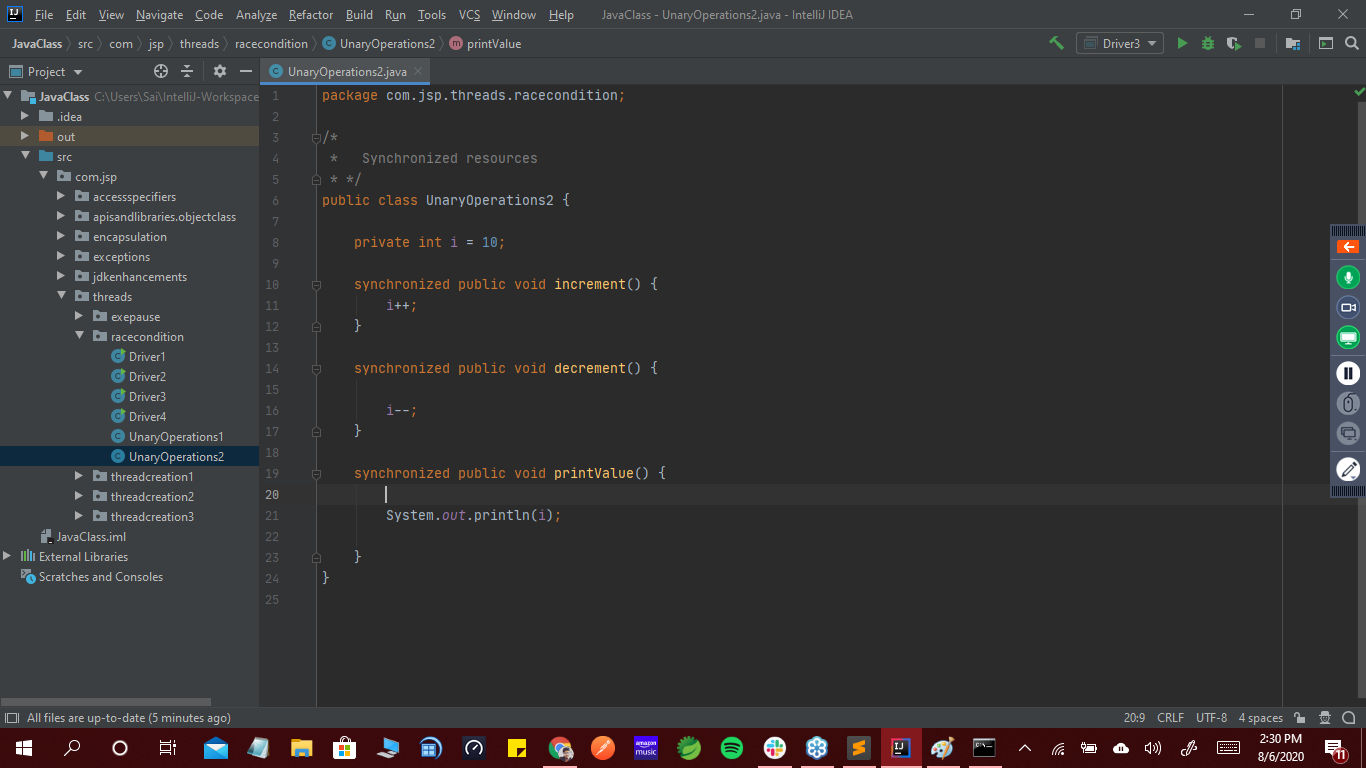 File Edit View Navigate Code Analyze Refactor Build Run Tools VCS Window Help JavaClass - UnaryOperations2.java - IntelliJ IDEA
JavaClass src com jsp threads racecondition UnaryOperations2 printValue Driver3
Project UnaryOperations2.java
JavaClass C:\Users\Sai\IntelliJ-Workspace
.idea
out
src
com.jsp
accessspecifiers
apisandlibraries.objectclass
encapsulation
exceptions
jdkenhancements
threads
exepause
racecondition
Driver1
Driver2
Driver3
Driver4
UnaryOperations1
UnaryOperations2
threadcreation1
threadcreation2
threadcreation3
JavaClass.iml
External Libraries
Scratches and Consoles
1 package com.jsp.threads.racecondition;
2
3 /*
4 *   Synchronized resources
5 * */
6 public class UnaryOperations2 {
7
8 private int i = 10;
9
10 synchronized public void increment() {
11 i++;
12 }
13
14 synchronized public void decrement() {
15
16 i--;
17 }
18
19 synchronized public void printValue() {
20
21 System.out.println(i);
22
23 }
24 }
25
All files are up-to-date (5 minutes ago) 20:9 CRLF UTF-8 4 spaces
amazon music
2:30 PM
8/6/2020
11